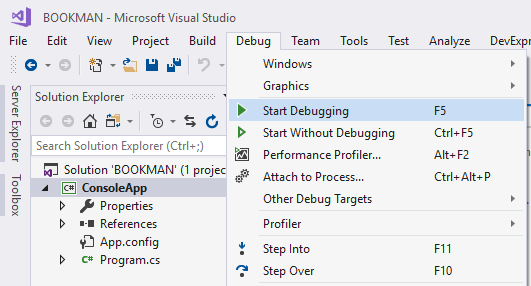 BOOKMAN - Microsoft Visual Studio
File Edit View Project Build Debug Team Tools Test Analyze DevExpr
Server Explorer
Toolbox
Solution Explorer
Search Solution Explorer (Ctrl+;)
Solution 'BOOKMAN' (1 projec
C# ConsoleApp
Properties
References
App.config
C# Program.cs
Windows
Graphics
Start Debugging F5
Start Without Debugging Ctrl+F5
Performance Profiler... Alt+F2
Attach to Process... Ctrl+Alt+P
Other Debug Targets
Profiler
Step Into F11
Step Over F10